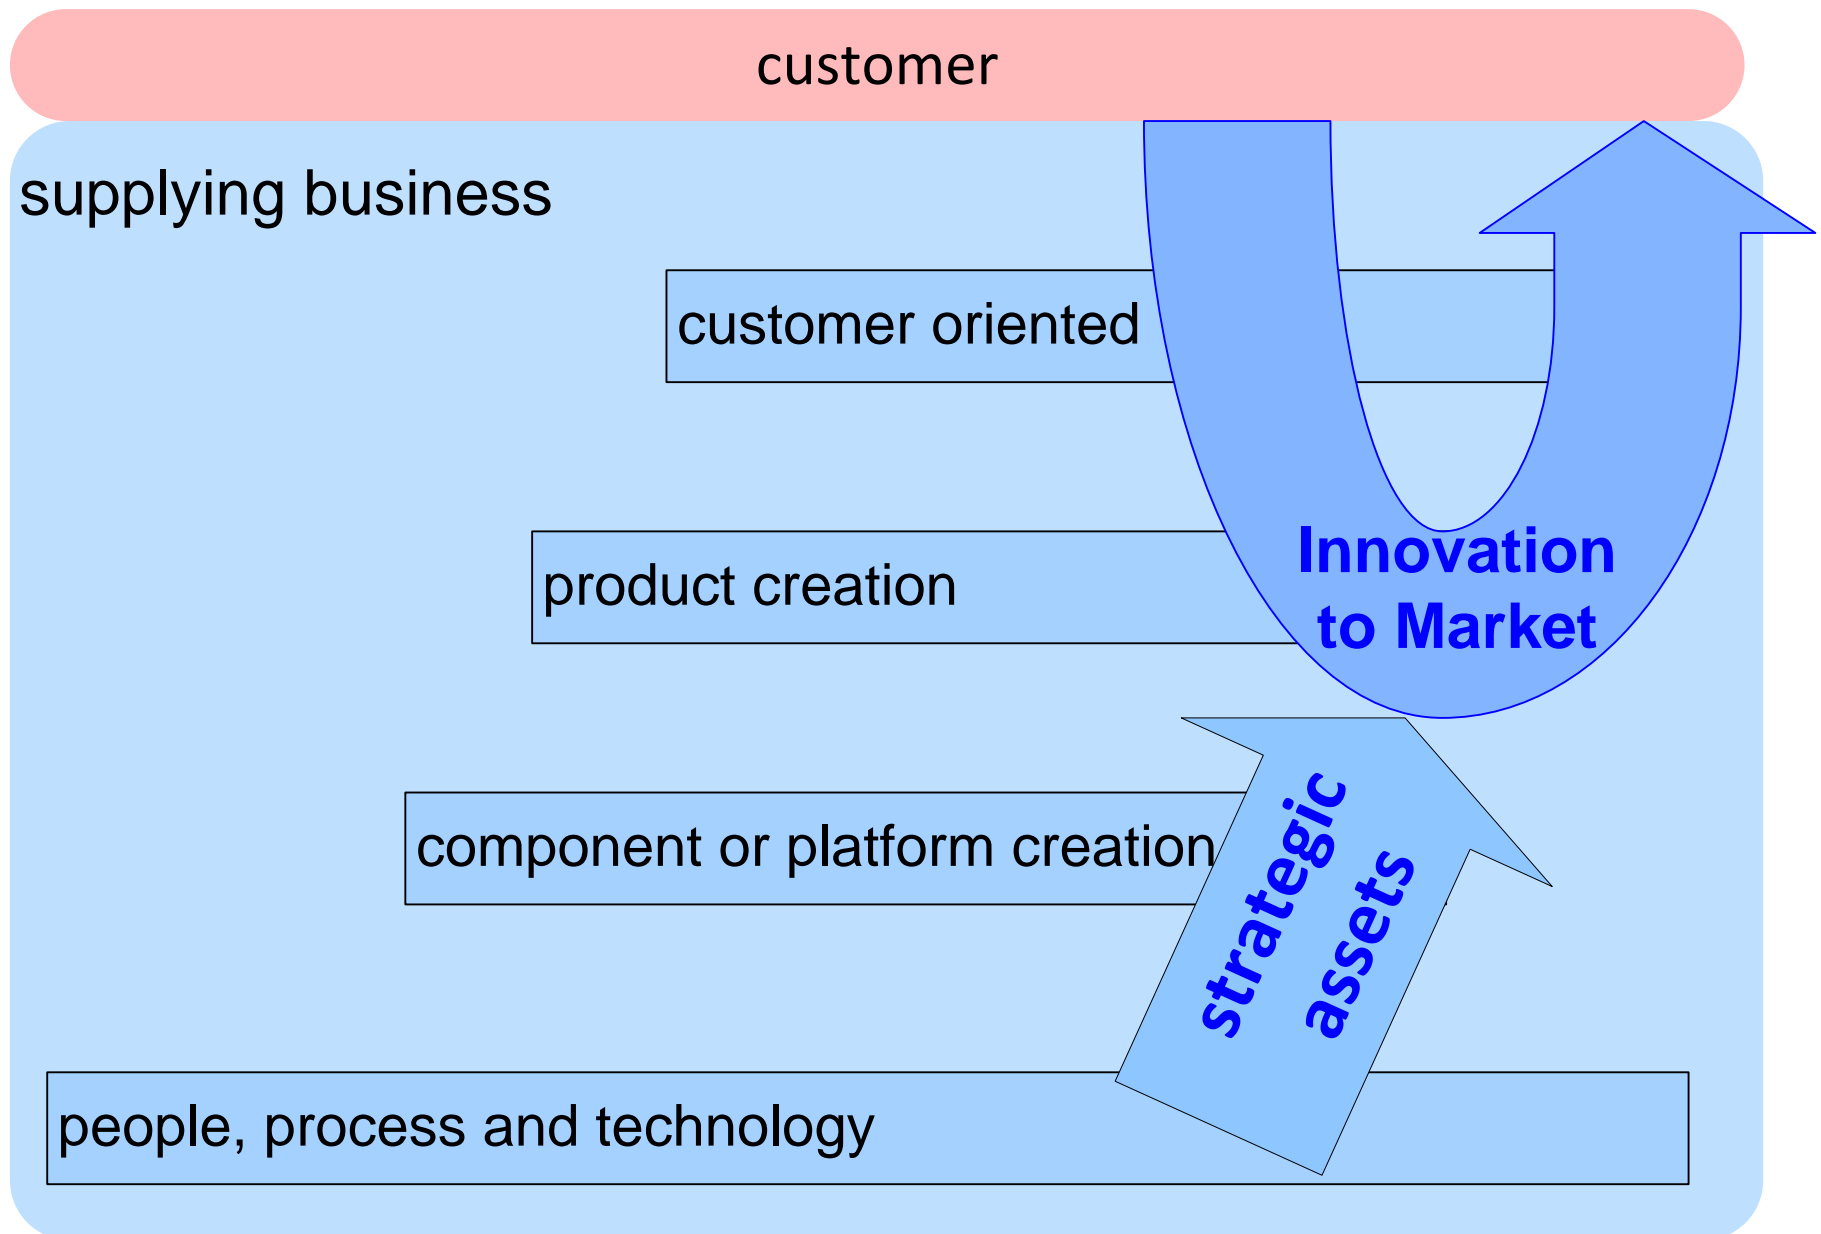 customer
supplying business
customer oriented
product creation
Innovation
to Market
component or platform creation
strategic
assets
people, process and technology